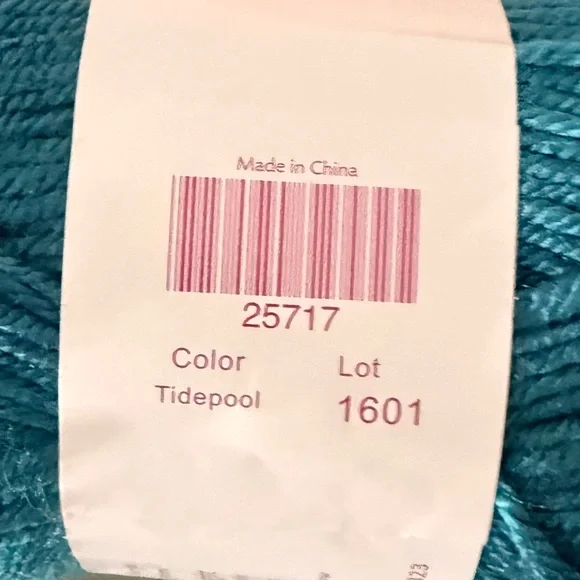 Made in China
25717
Color Lot
Tidepool 1601